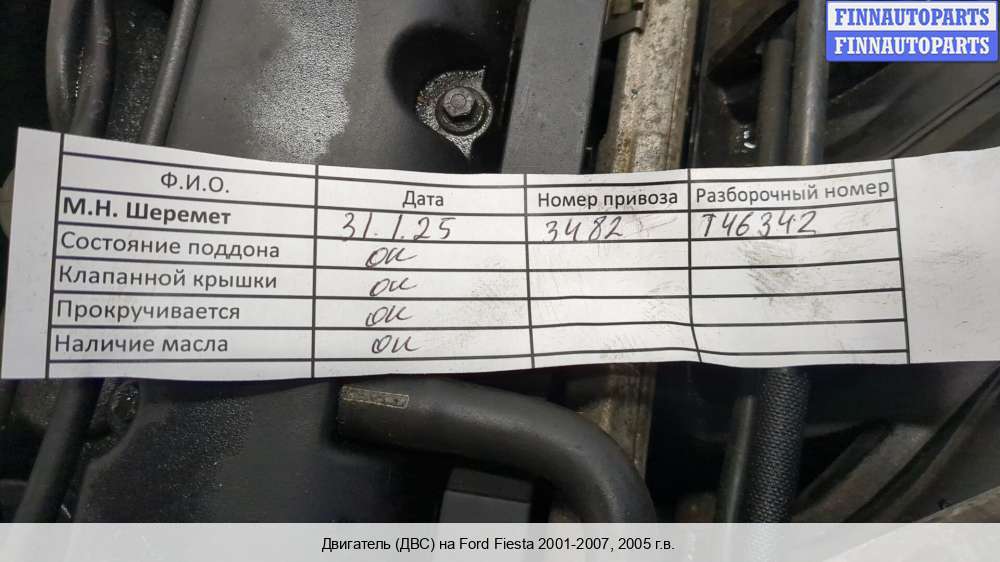 FINNAUTOPARTS
FINNAUTOPARTS
Ф.И.О. Дата Номер привоза Разборочный номер
М.Н. Шеремет 31.1.25 3482 Т46342
Состояние поддона ок
Клапанной крышки ок
Прокручивается ок
Наличие масла ок
Двигатель (ДВС) на Ford Fiesta 2001-2007, 2005 г.в.